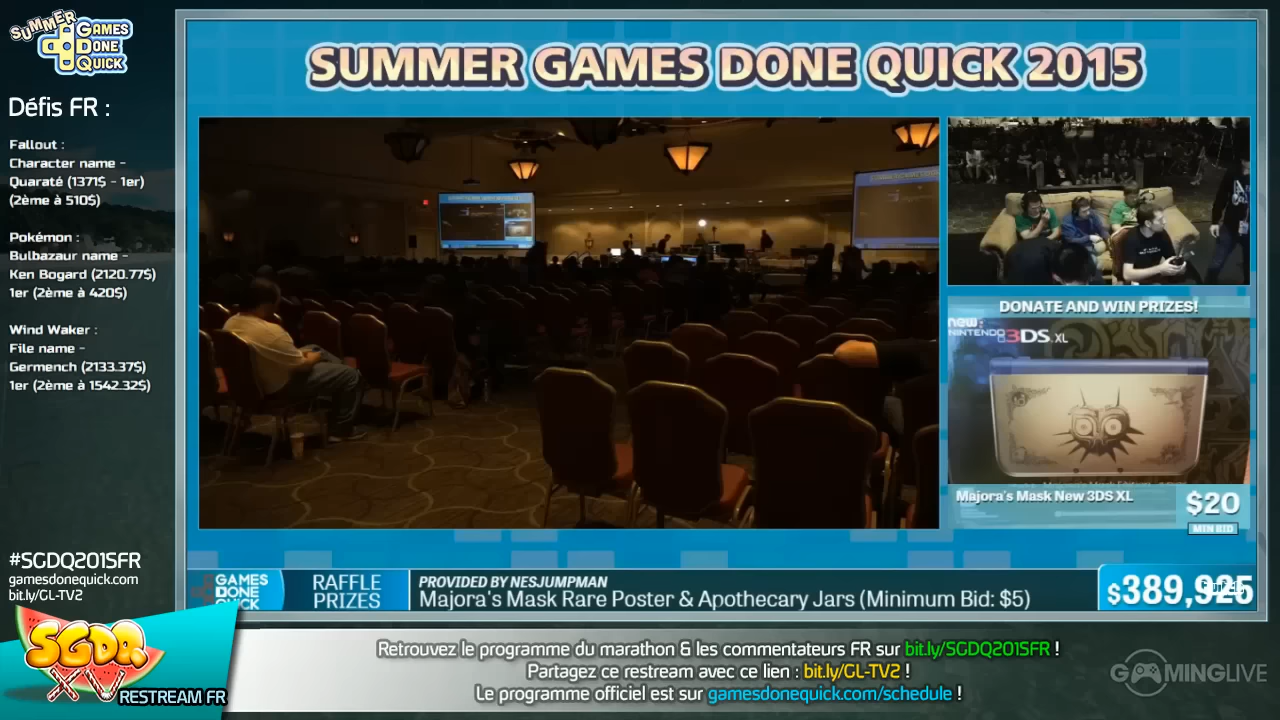 SUMMER
GAMES
DONE
QUICK
Défis FR :
Fallout :
Character name -
Quaraté (1371$ - 1er)
(2ème à 510$)
Pokémon :
Bulbazaur name -
Ken Bogard (2120.77$)
1er (2ème à 420$)
Wind Waker :
File name -
Germench (2133.37$)
1er (2ème à 1542.32$)
#SGDQ2015FR
gamesdonequick.com
bit.ly/GL-TV2
SGDQ
XV
RESTREAM FR
SUMMER GAMES DONE QUICK 2015
DONATE AND WIN PRIZES!
new
NINTENDO 3DS XL
Majora's Mask New 3DS XL
$20
MIN BID
GAMES
DONE
QUICK
RAFFLE
PRIZES
PROVIDED BY NESJUMPMAN
Majora's Mask Rare Poster & Apothecary Jars (Minimum Bid: $5)
$389,925
Retrouvez le programme du marathon & les commentateurs FR sur bit.ly/SGDQ2015FR !
Partagez ce restream avec ce lien : bit.ly/GL-TV2 !
Le programme officiel est sur gamesdonequick.com/schedule !
GAMINGLIVE